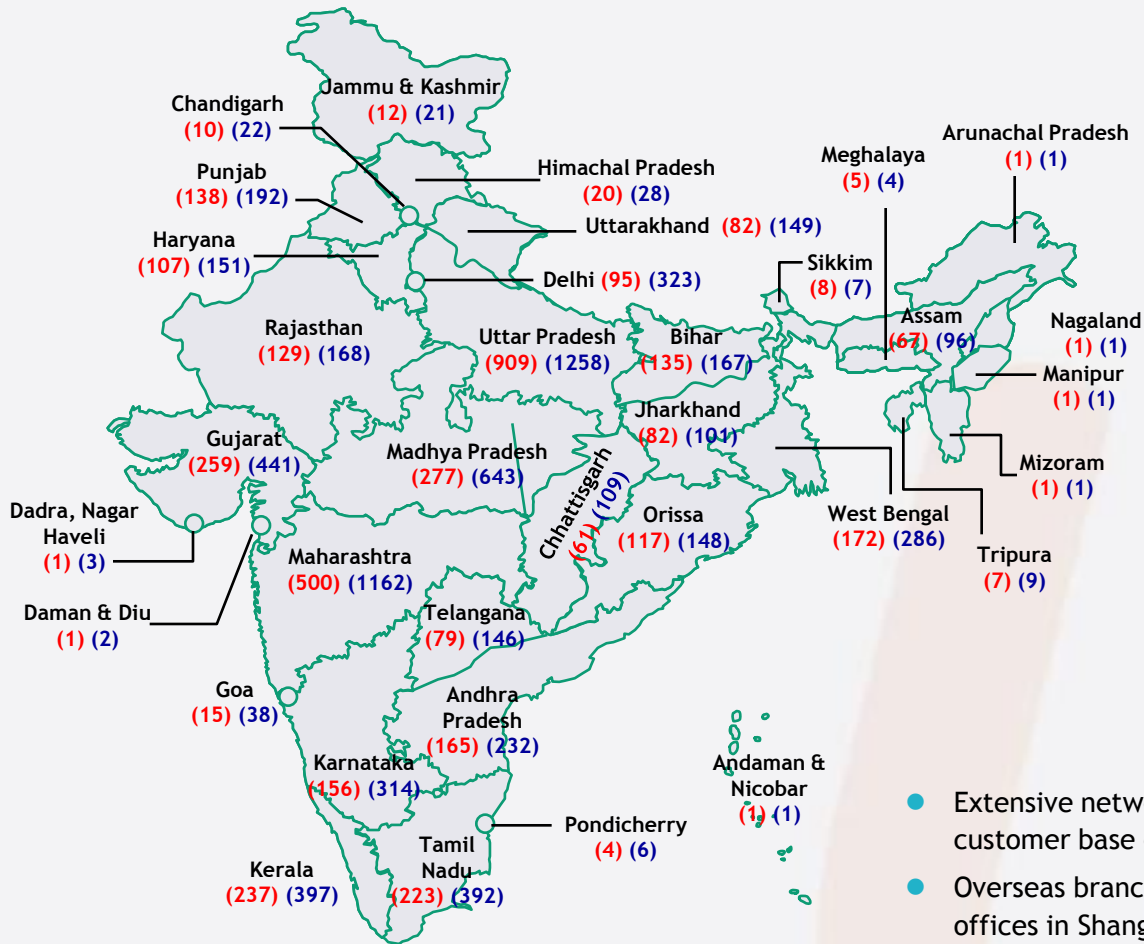 Jammu & Kashmir
(12) (21)
Chandigarh
(10) (22)
Arunachal Pradesh
(1) (1)
Meghalaya
(5) (4)
Himachal Pradesh
(20) (28)
Punjab
(138) (192)
Uttarakhand (82) (149)
Haryana
(107) (151)
Sikkim
(8) (7)
Delhi (95) (323)
Assam
(67) (96)
Nagaland
(1) (1)
Rajasthan
(129) (168)
Uttar Pradesh
(909) (1258)
Bihar
(135) (167)
Manipur
(1) (1)
Jharkhand
(82) (101)
Gujarat
(259) (441)
Madhya Pradesh
(277) (643)
Mizoram
(1) (1)
Chhattisgarh
(61) (109)
Dadra, Nagar
Haveli
(1) (3)
Orissa
(117) (148)
West Bengal
(172) (286)
Maharashtra
(500) (1162)
Tripura
(7) (9)
Daman & Diu
(1) (2)
Telangana
(79) (146)
Goa
(15) (38)
Andhra
Pradesh
(165) (232)
Karnataka
(156) (314)
Andaman &
Nicobar
(1) (1)
Pondicherry
(4) (6)
Tamil
Nadu
(223) (392)
Kerala
(237) (397)
Extensive netw
customer base
Overseas branc
offices in Shang